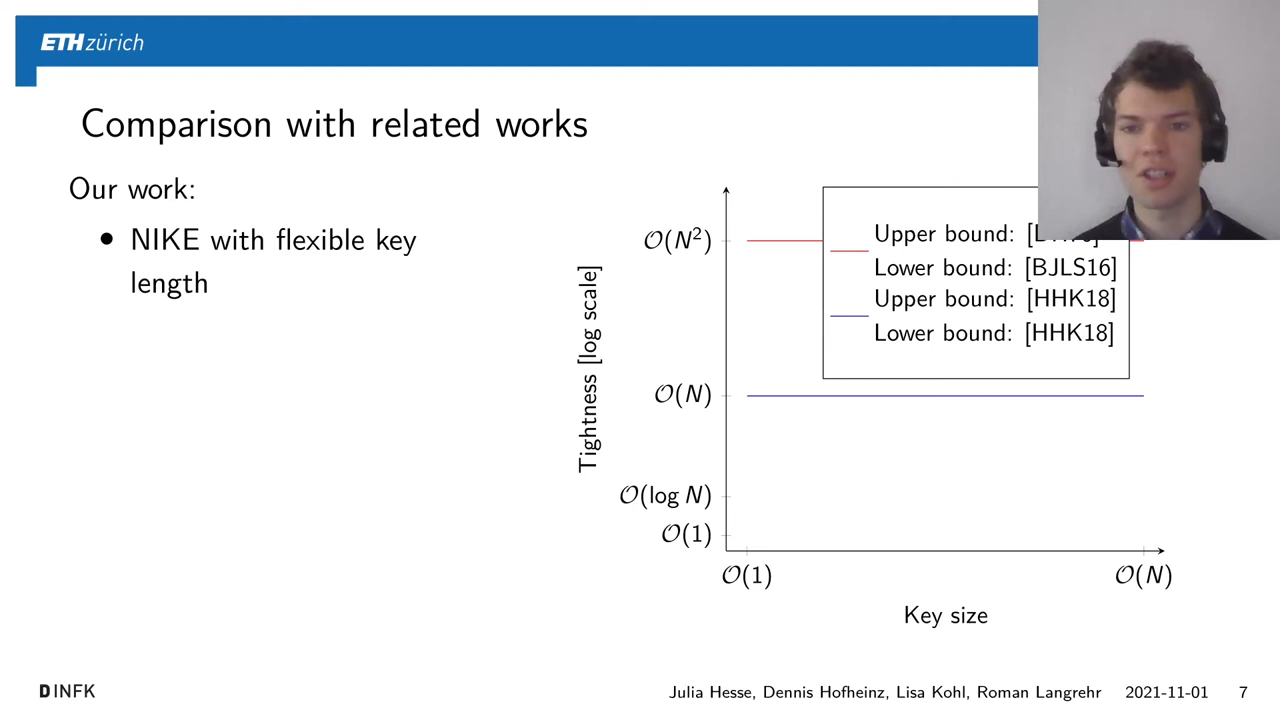 ETH zürich
Comparison with related works
Our work:
• NIKE with flexible key
length
Tightness [log scale]
O(N²)
O(N)
O(log N)
O(1)
Upper bound:
Lower bound: [BJLS16]
Upper bound: [HHK18]
Lower bound: [HHK18]
O(1)
O(N)
Key size
D INFK
Julia Hesse, Dennis Hofheinz, Lisa Kohl, Roman Langrehr 2021-11-01 7